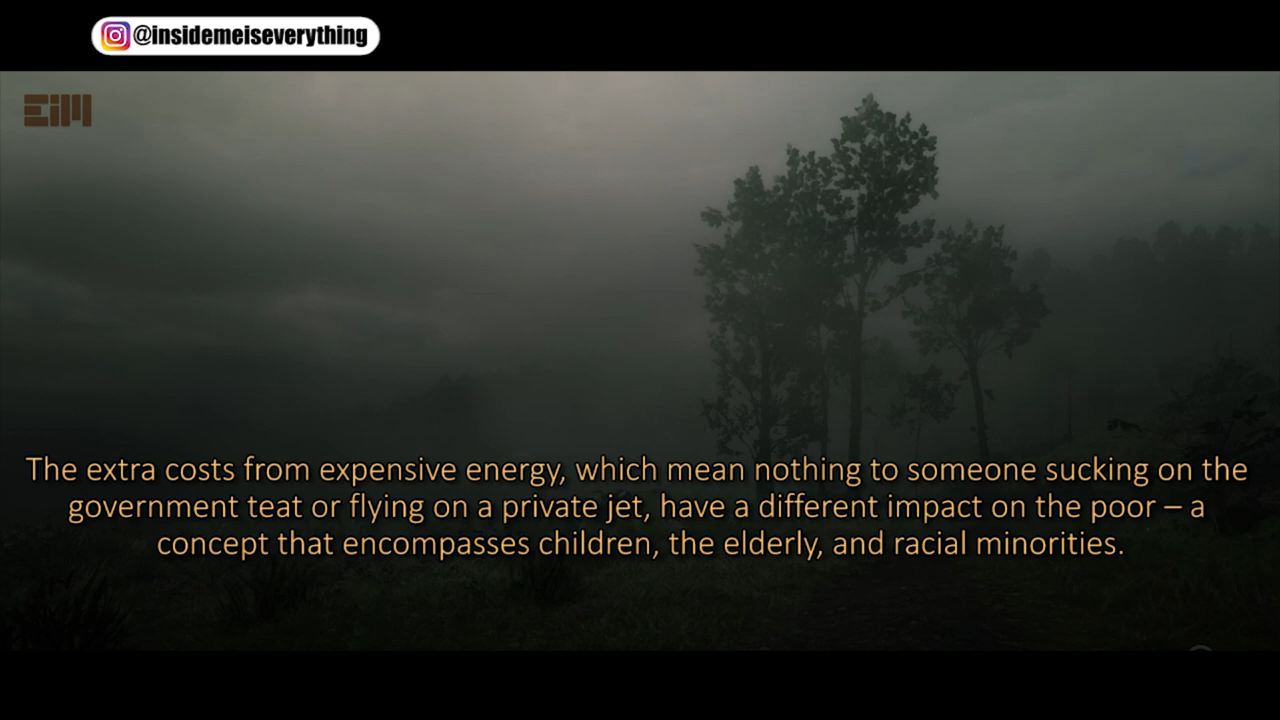 @insidemeiseverything
EiM
The extra costs from expensive energy, which mean nothing to someone sucking on the
government teat or flying on a private jet, have a different impact on the poor – a
concept that encompasses children, the elderly, and racial minorities.